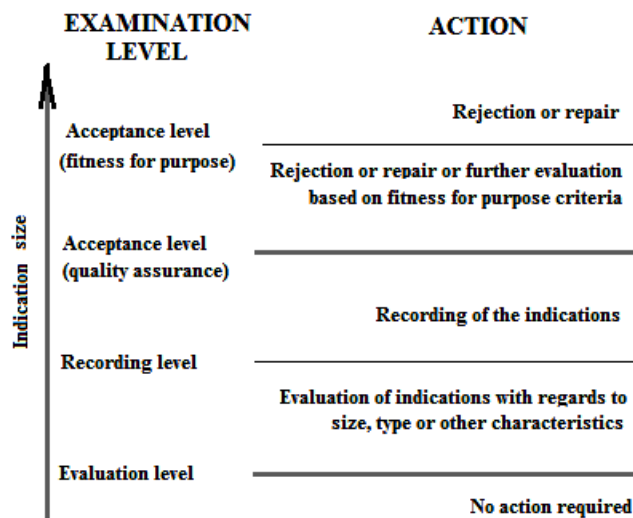 EXAMINATION
LEVEL
ACTION
Rejection or repair
Acceptance level
(fitness for purpose)
Rejection or repair or further evaluation
based on fitness for purpose criteria
Acceptance level
(quality assurance)
Indication size
Recording of the indications
Recording level
Evaluation of indications with regards to
size, type or other characteristics
Evaluation level
No action required